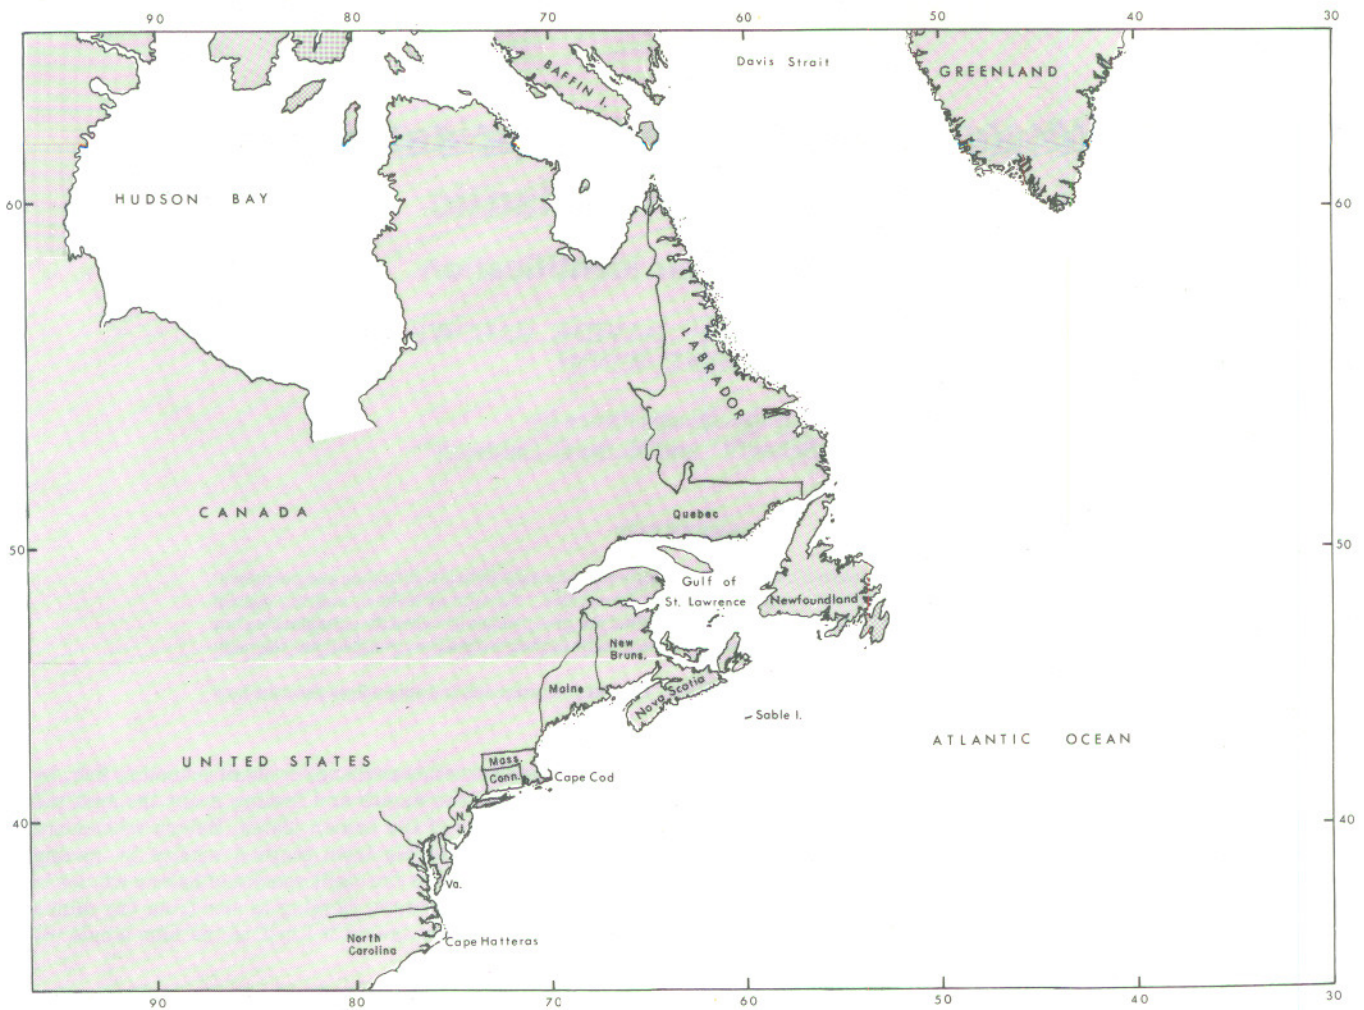 90 80 70 60 50 40 30
Davis Strait
BAFFIN I.
GREENLAND
HUDSON BAY
60 60
LABRADOR
CANADA
Quebec
50 50
Gulf of
St. Lawrence
Newfoundland
New
Bruns.
Maine
Nova Scotia
Sable I.
ATLANTIC OCEAN
UNITED STATES
Mass.
Conn.
Cape Cod
N.
J.
40 40
Va.
North
Carolina
Cape Hatteras
90 80 70 60 50 40 30